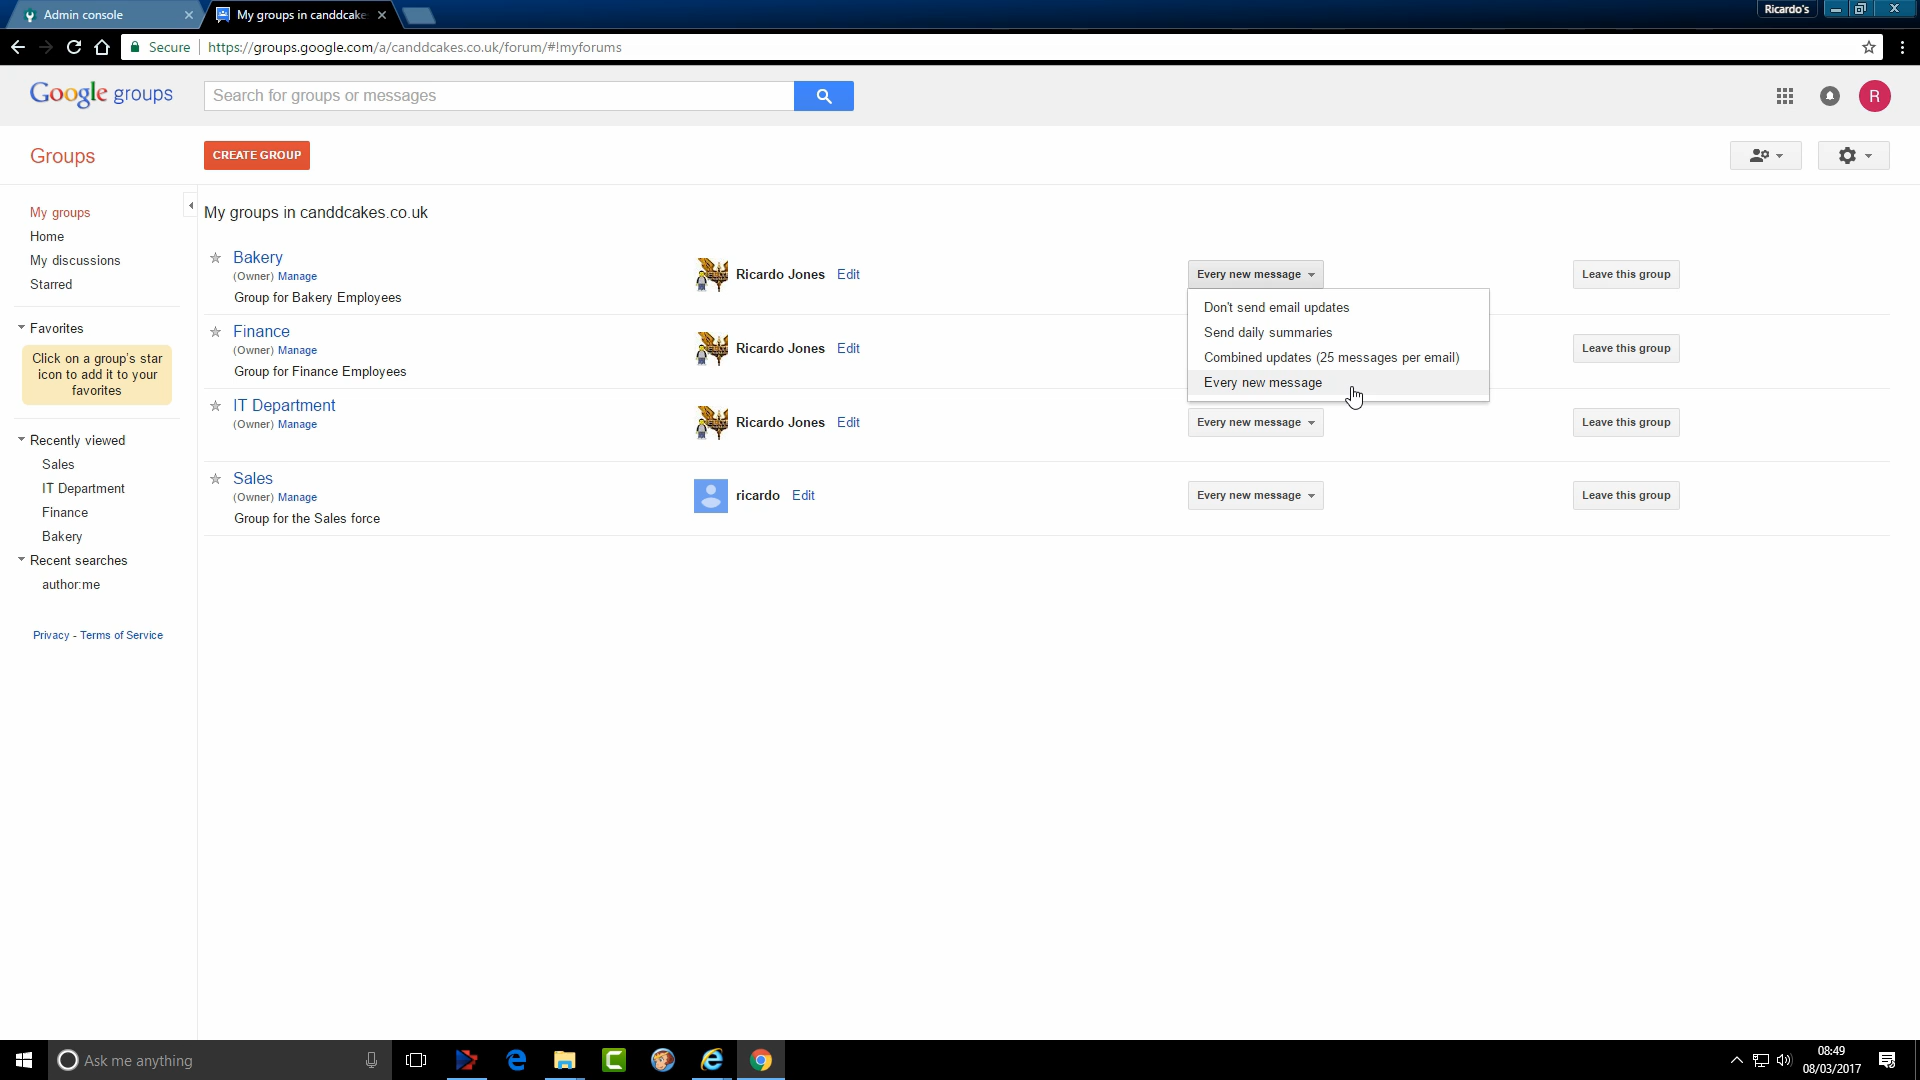 Admin console
My groups in canddcake
Ricardo's
Secure
https://groups.google.com/a/canddcakes.co.uk/forum/#!myforums
Google groups
Search for groups or messages
R
Groups
CREATE GROUP
My groups
Home
My discussions
Starred
Favorites
Click on a group's star
icon to add it to your
favorites
Recently viewed
Sales
IT Department
Finance
Bakery
Recent searches
author:me
Privacy - Terms of Service
My groups in canddcakes.co.uk
Bakery
(Owner) Manage
Group for Bakery Employees
Ricardo Jones Edit
Every new message
Leave this group
Don't send email updates
Send daily summaries
Combined updates (25 messages per email)
Every new message
Finance
(Owner) Manage
Group for Finance Employees
Ricardo Jones Edit
Leave this group
IT Department
(Owner) Manage
Ricardo Jones Edit
Every new message
Leave this group
Sales
(Owner) Manage
Group for the Sales force
ricardo Edit
Every new message
Leave this group
Ask me anything
08:49
08/03/2017